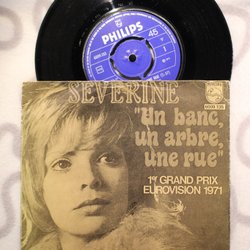 PHILIPS
45
SEVERINE
"Un banc,
un arbre,
une rue"
1er GRAND PRIX
EUROVISION 1971